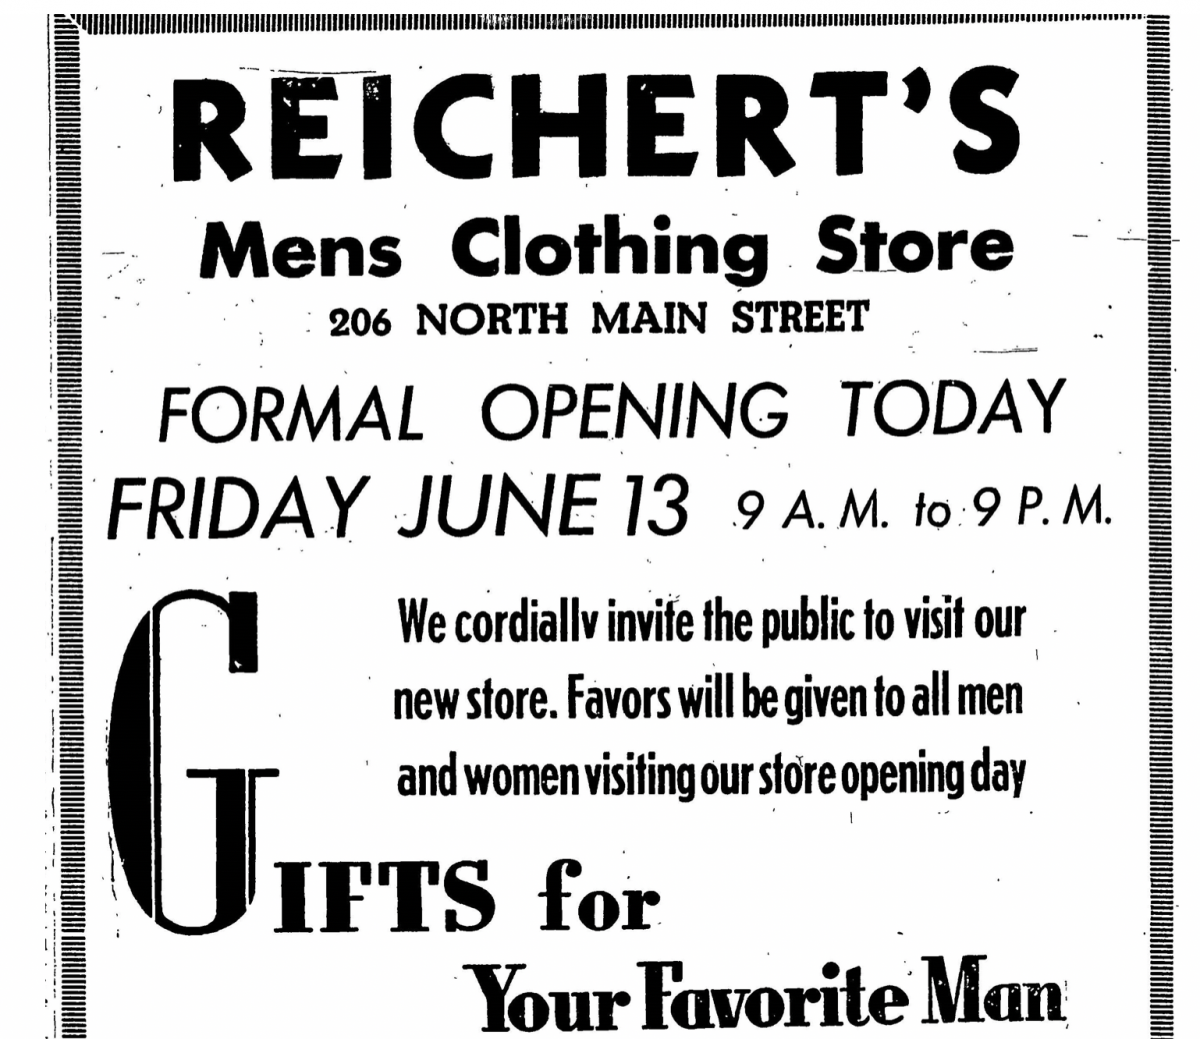 REICHERT'S
Mens Clothing Store
206 NORTH MAIN STREET
FORMAL OPENING TODAY
FRIDAY JUNE 13 9 A. M. to 9 P. M.
We cordially invite the public to visit our
new store. Favors will be given to all men
and women visiting our store opening day
GIFTS for
Your Favorite Man